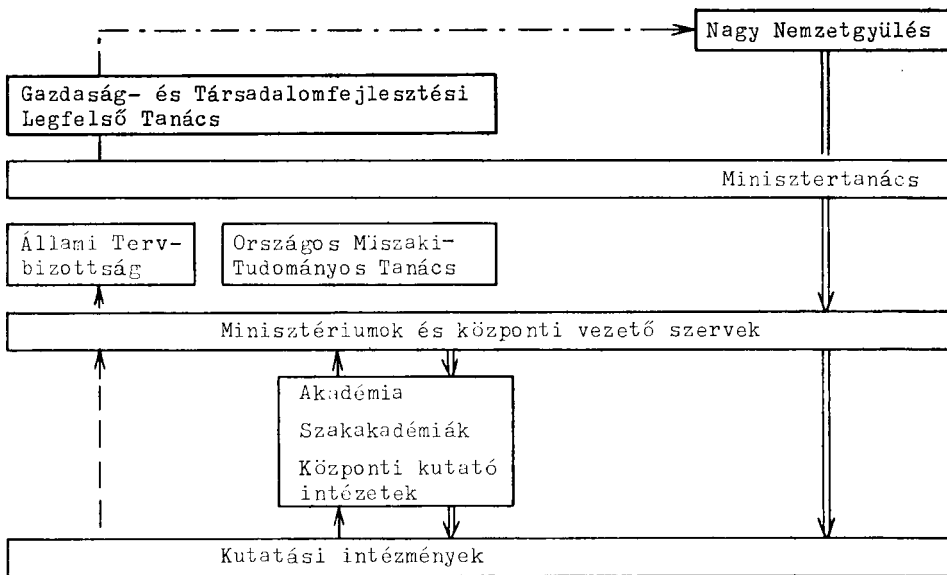 Nagy Nemzetgyülés
Gazdaság- és Társadalomfejlesztési
Legfelső Tanács
Minisztertanács
Állami Terv-
bizottság
Országos Miszaki-
Tudományos Tanács
Minisztériumok és központi vezető szervek
Akadémia
Szakakadémiák
Központi kutató
intézetek
Kutatási intézmények